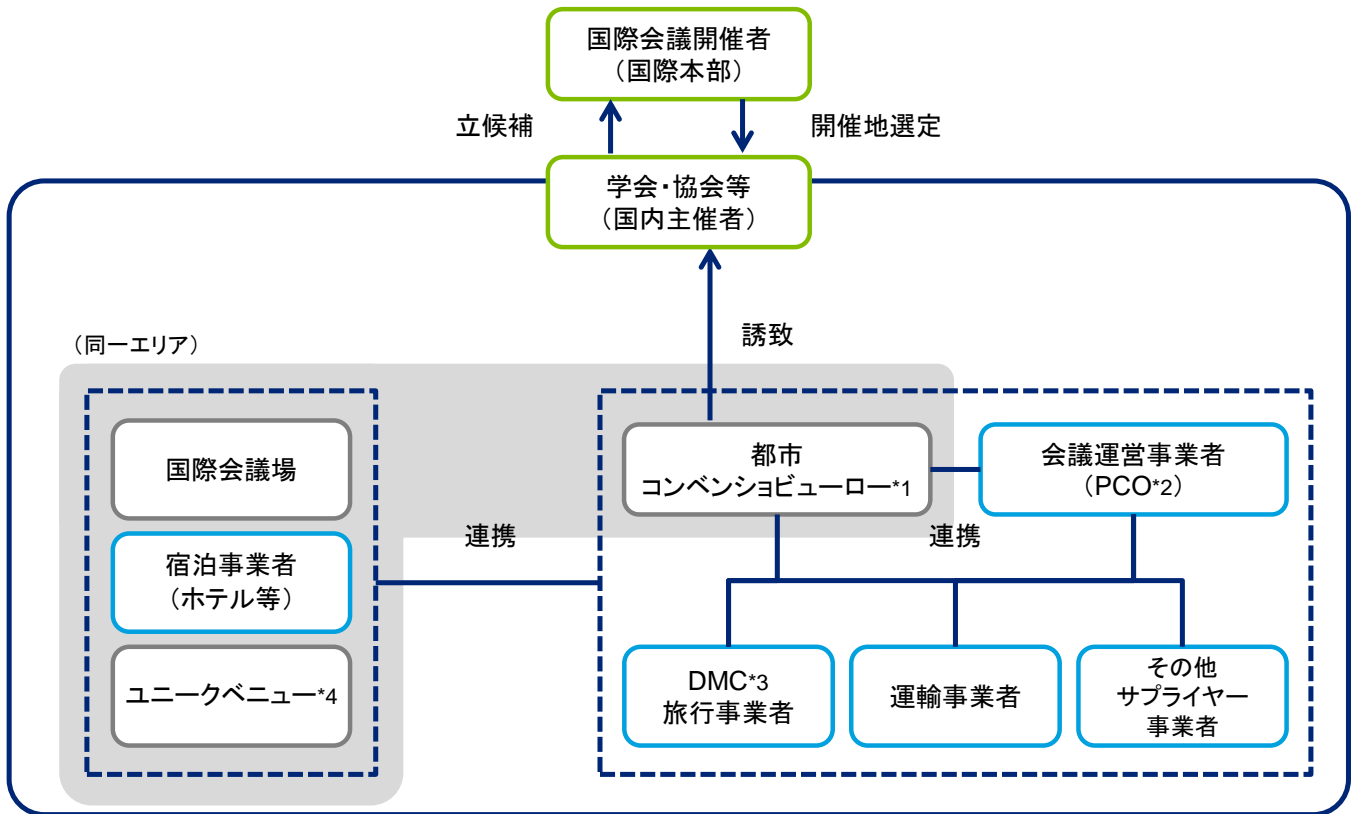 国際会議開催者
（国際本部）
立候補
開催地選定
学会・協会等
（国内主催者）
誘致
（同一エリア）
国際会議場
宿泊事業者
（ホテル等）
ユニークベニュー*4
連携
都市
コンベンショビューロー*1
会議運営事業者
（PCO*2）
連携
DMC*3
旅行事業者
運輸事業者
その他
サプライヤー
事業者